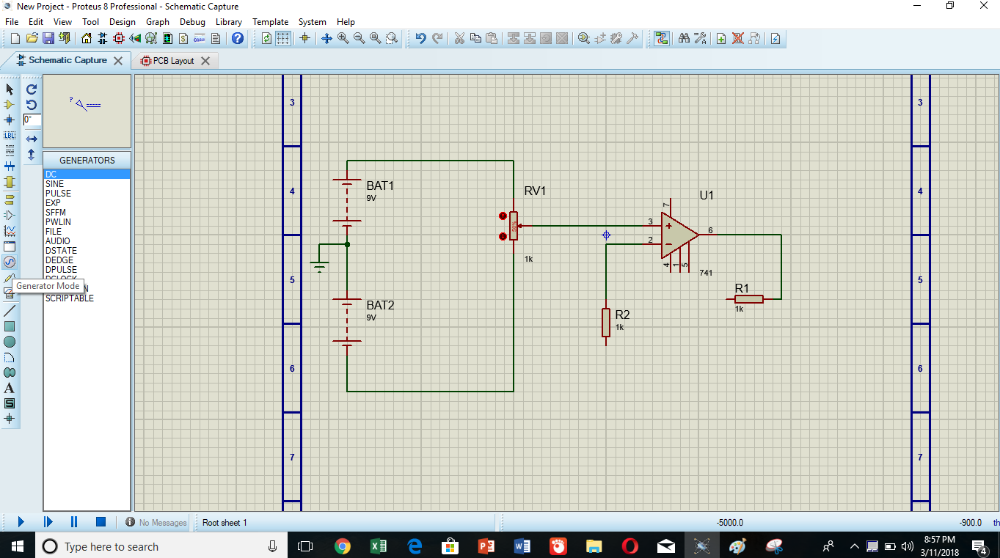 New Project - Proteus 8 Professional - Schematic Capture
File Edit View Tool Design Graph Debug Library Template System Help
Schematic Capture PCB Layout
0°
LBL
?
GENERATORS
DC
SINE
PULSE
EXP
SFFM
PWLIN
FILE
AUDIO
DSTATE
DEDGE
DPULSE
DCLOCK
Generator Mode
SCRIPTABLE
A
S
3 3
4 4
5 5
6 6
7 7
BAT1
9V
BAT2
9V
RV1
50%
1k
U1
7
3
6
2
4 1 5
741
R1
1k
R2
1k
No Messages Root sheet 1 -5000.0 -900.0 th
Type here to search
8:57 PM
3/11/2018
4